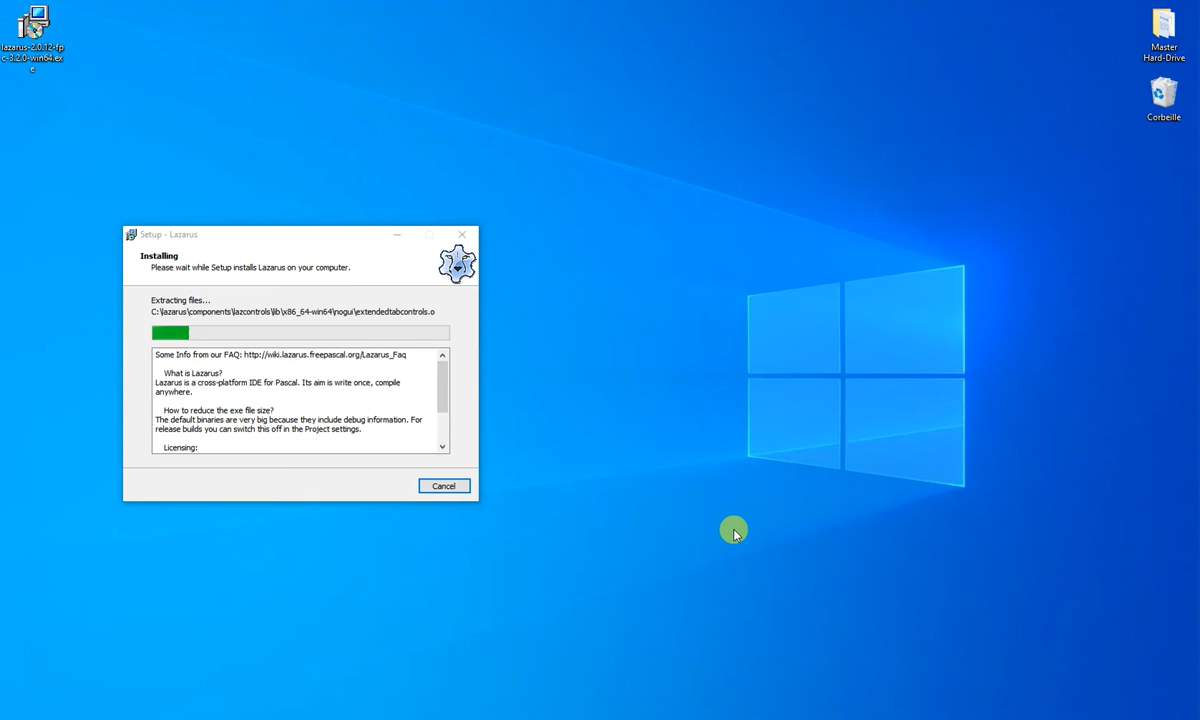 lazarus-2.0.12-fp
c-3.2.0-win64.ex
e
Master
Hard-Drive
Corbeille
Setup - Lazarus
Installing
Please wait while Setup installs Lazarus on your computer.
Extracting files...
C:\lazarus\components\lazcontrols\lib\x86_64-win64\nogui\extendedtabcontrols.o
Some Info from our FAQ: http://wiki.lazarus.freepascal.org/Lazarus_Faq
What is Lazarus?
Lazarus is a cross-platform IDE for Pascal. Its aim is write once, compile
anywhere.
How to reduce the exe file size?
The default binaries are very big because they include debug information. For
release builds you can switch this off in the Project settings.
Licensing:
Cancel